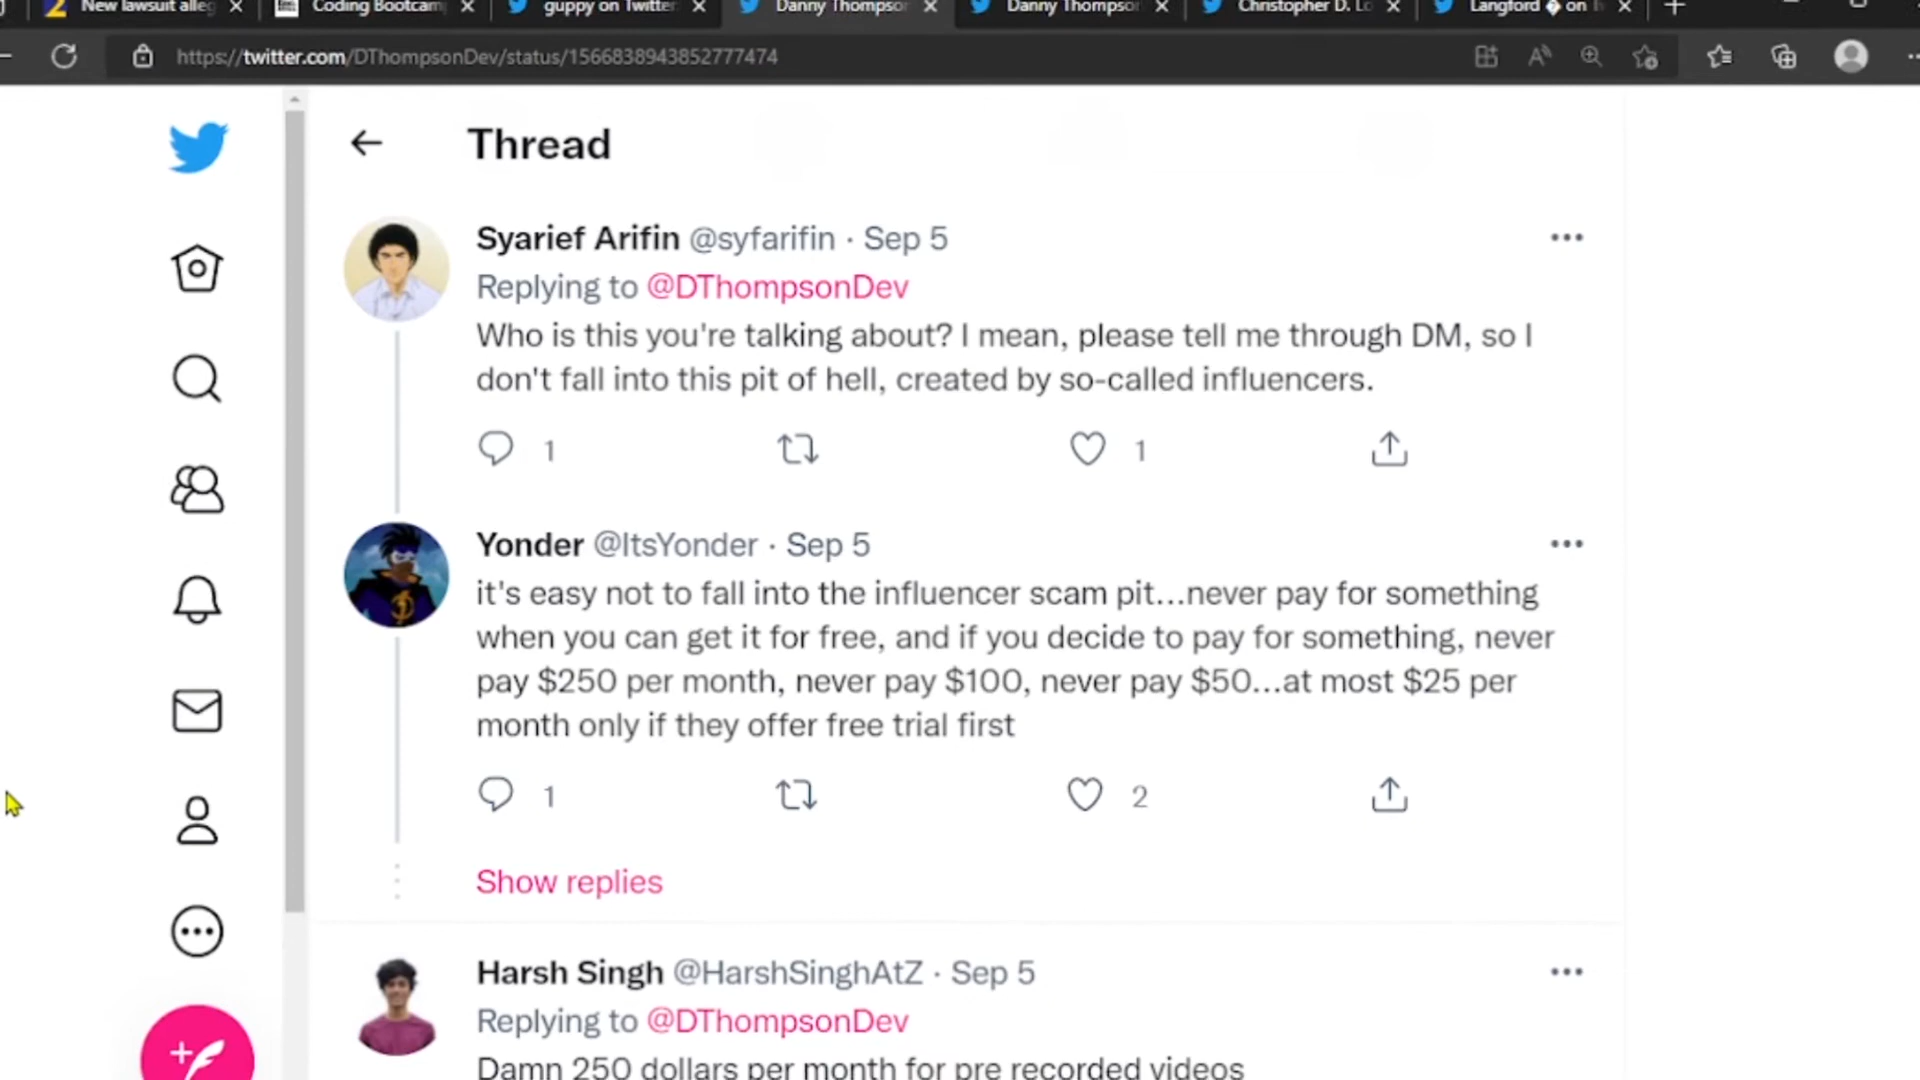 New lawsuit alleg
Coding Bootcam
guppy on Twitter
Danny Thompson
Danny Thompson
Christopher D. Lo
Langford � on
https://twitter.com/DThompsonDev/status/1566838943852777474
Thread
Syarief Arifin @syfarifin · Sep 5
Replying to @DThompsonDev
Who is this you're talking about? I mean, please tell me through DM, so I
don't fall into this pit of hell, created by so-called influencers.
1
1
Yonder @ItsYonder · Sep 5
it's easy not to fall into the influencer scam pit...never pay for something
when you can get it for free, and if you decide to pay for something, never
pay $250 per month, never pay $100, never pay $50...at most $25 per
month only if they offer free trial first
1
2
Show replies
Harsh Singh @HarshSinghAtZ · Sep 5
Replying to @DThompsonDev
Damn 250 dollars per month for pre recorded videos